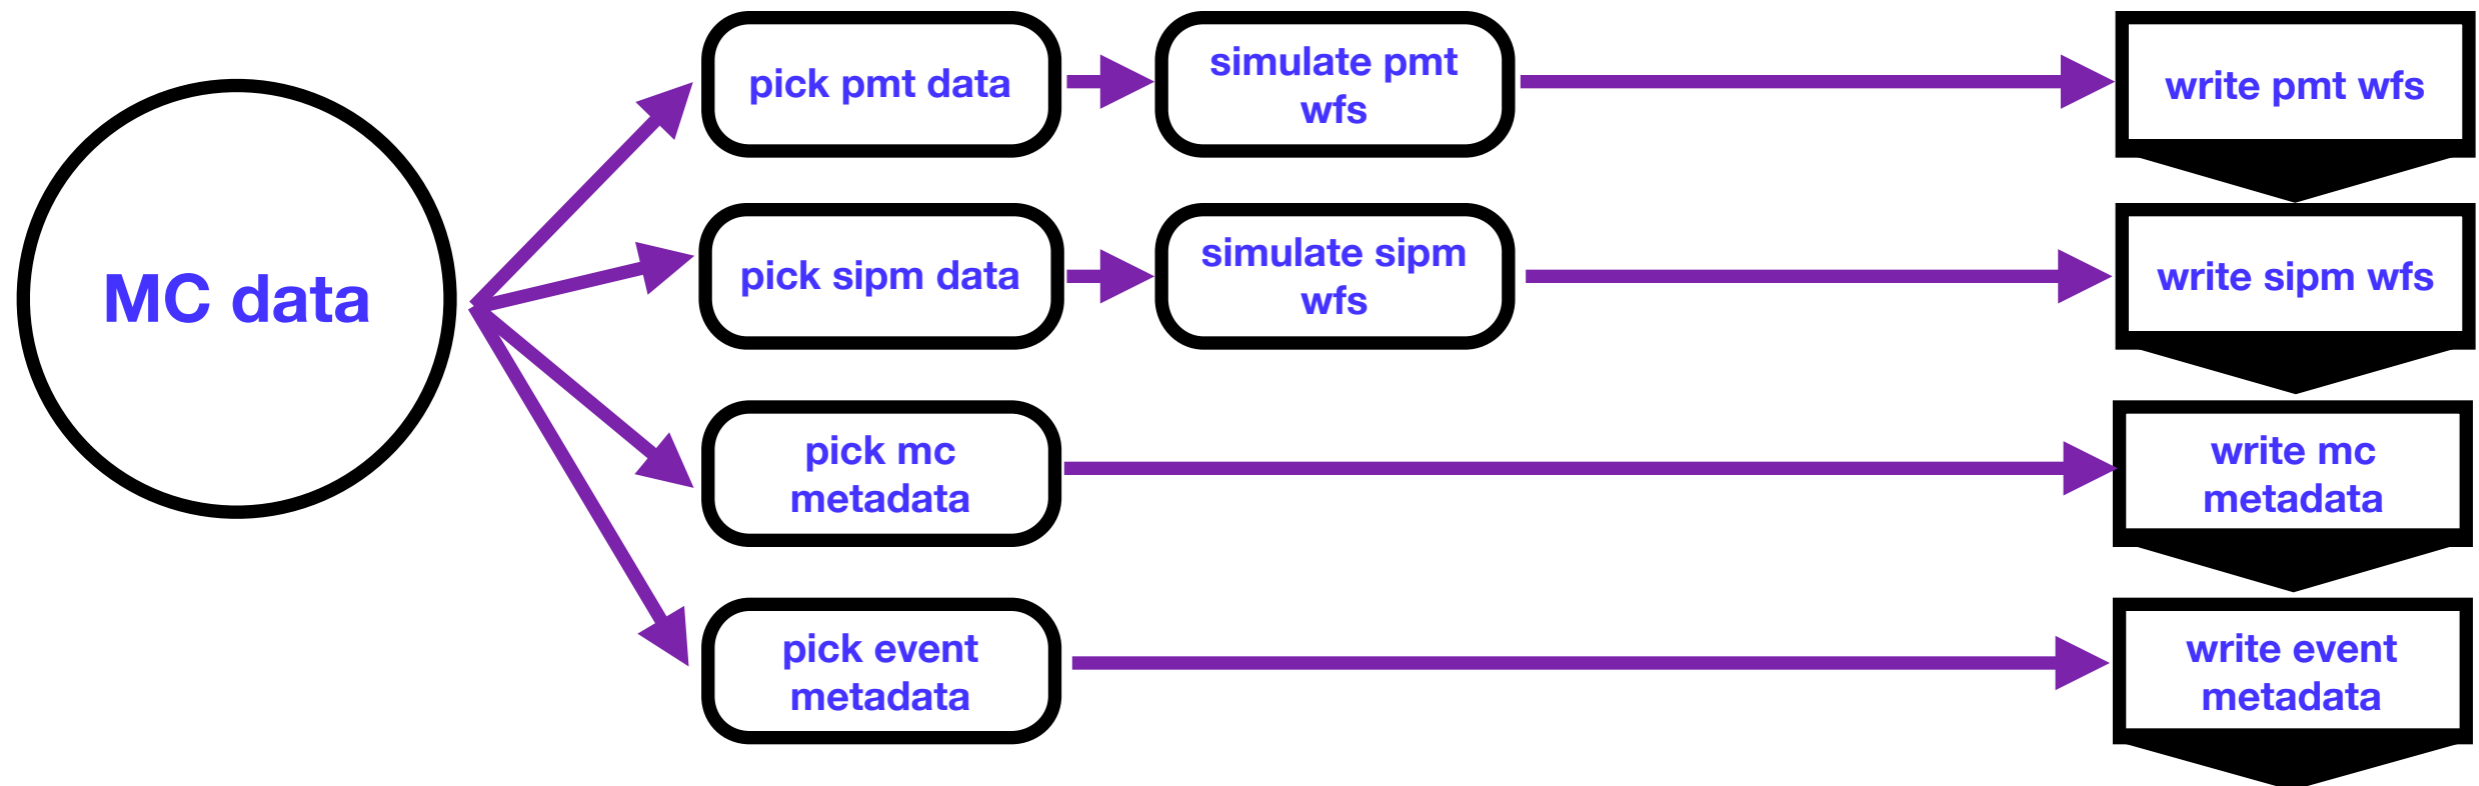 MC data
pick pmt data
simulate pmt
wfs
write pmt wfs
pick sipm data
simulate sipm
wfs
write sipm wfs
pick mc
metadata
write mc
metadata
pick event
metadata
write event
metadata